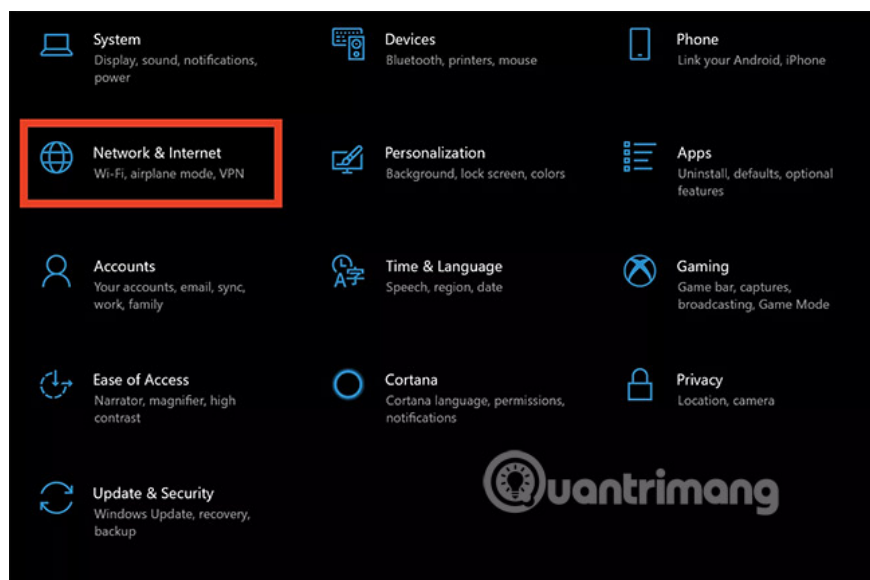 System
Display, sound, notifications,
power
Devices
Bluetooth, printers, mouse
Phone
Link your Android, iPhone
Network & Internet
Wi-Fi, airplane mode, VPN
Personalization
Background, lock screen, colors
Apps
Uninstall, defaults, optional
features
Accounts
Your accounts, email, sync,
work, family
A字
Time & Language
Speech, region, date
Gaming
Game bar, captures,
broadcasting, Game Mode
Ease of Access
Narrator, magnifier, high
contrast
Cortana
Cortana language, permissions,
notifications
Privacy
Location, camera
Update & Security
Windows Update, recovery,
backup
Quantrimang